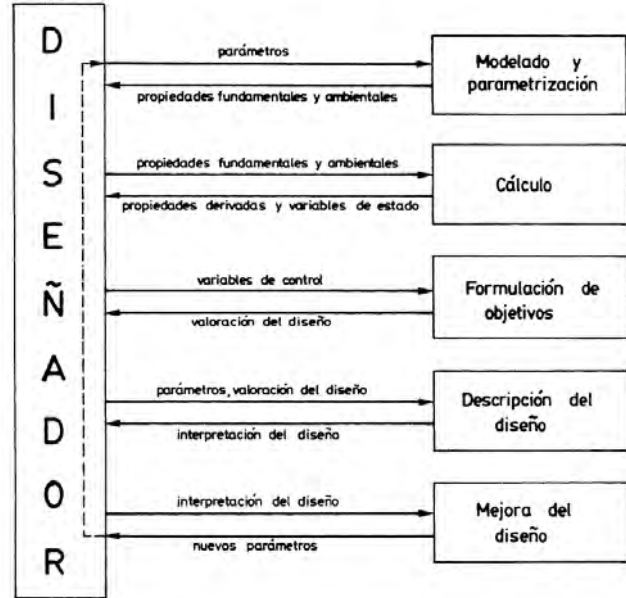 DISEÑADOR
parámetros
Modelado y
parametrización
propiedades fundamentales y ambientales
propiedades fundamentales y ambientales
Cálculo
propiedades derivadas y variables de estado
variables de control
Formulación de
objetivos
valoración del diseño
parámetros, valoración del diseño
Descripción del
diseño
interpretación del diseño
interpretación del diseño
Mejora del
diseño
nuevos parámetros